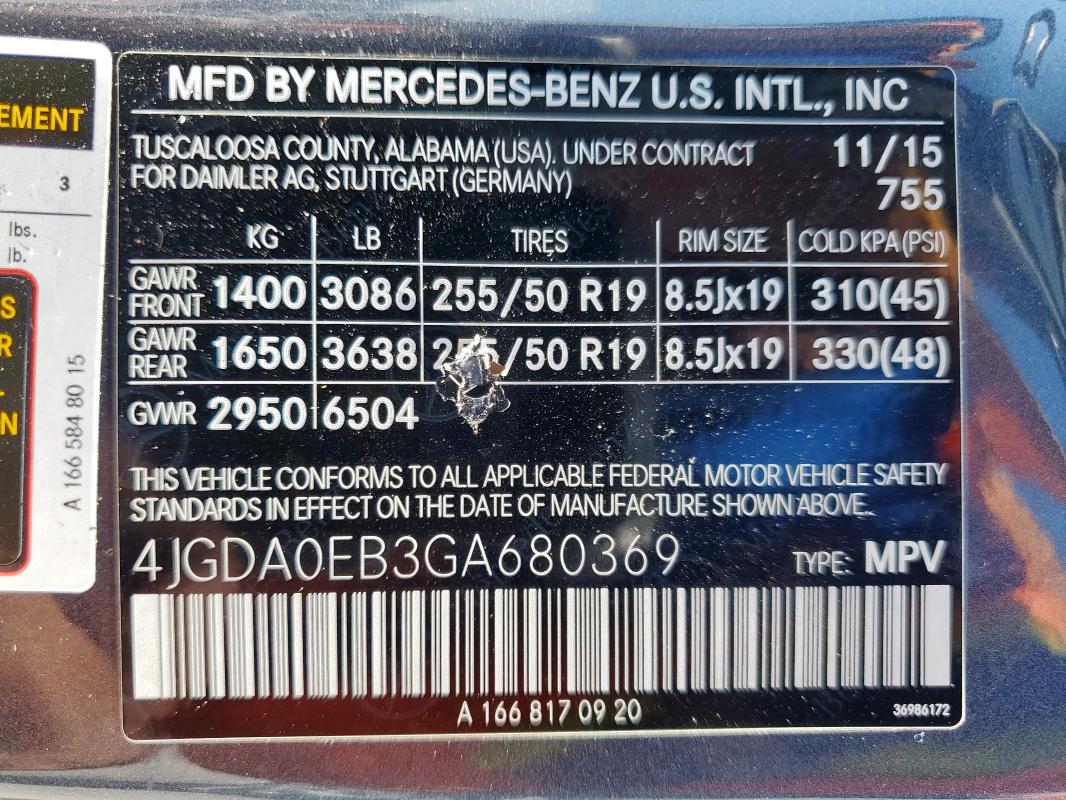 EMENT
3
lbs.
lb.
S
R
N
A 166 584 80 15
MFD BY MERCEDES-BENZ U.S. INTL., INC
TUSCALOOSA COUNTY, ALABAMA (USA). UNDER CONTRACT 11/15
FOR DAIMLER AG, STUTTGART (GERMANY) 755
KG LB TIRES RIM SIZE COLD KPA(PSI)
GAWR FRONT 1400 3086 255/50 R19 8.5Jx19 310(45)
GAWR REAR 1650 3638 255/50 R19 8.5Jx19 330(48)
GVWR 2950 6504
THIS VEHICLE CONFORMS TO ALL APPLICABLE FEDERAL MOTOR VEHICLE SAFETY
STANDARDS IN EFFECT ON THE DATE OF MANUFACTURE SHOWN ABOVE.
4JGDA0EB3GA680369 TYPE: MPV
A 166 817 09 20 36986172